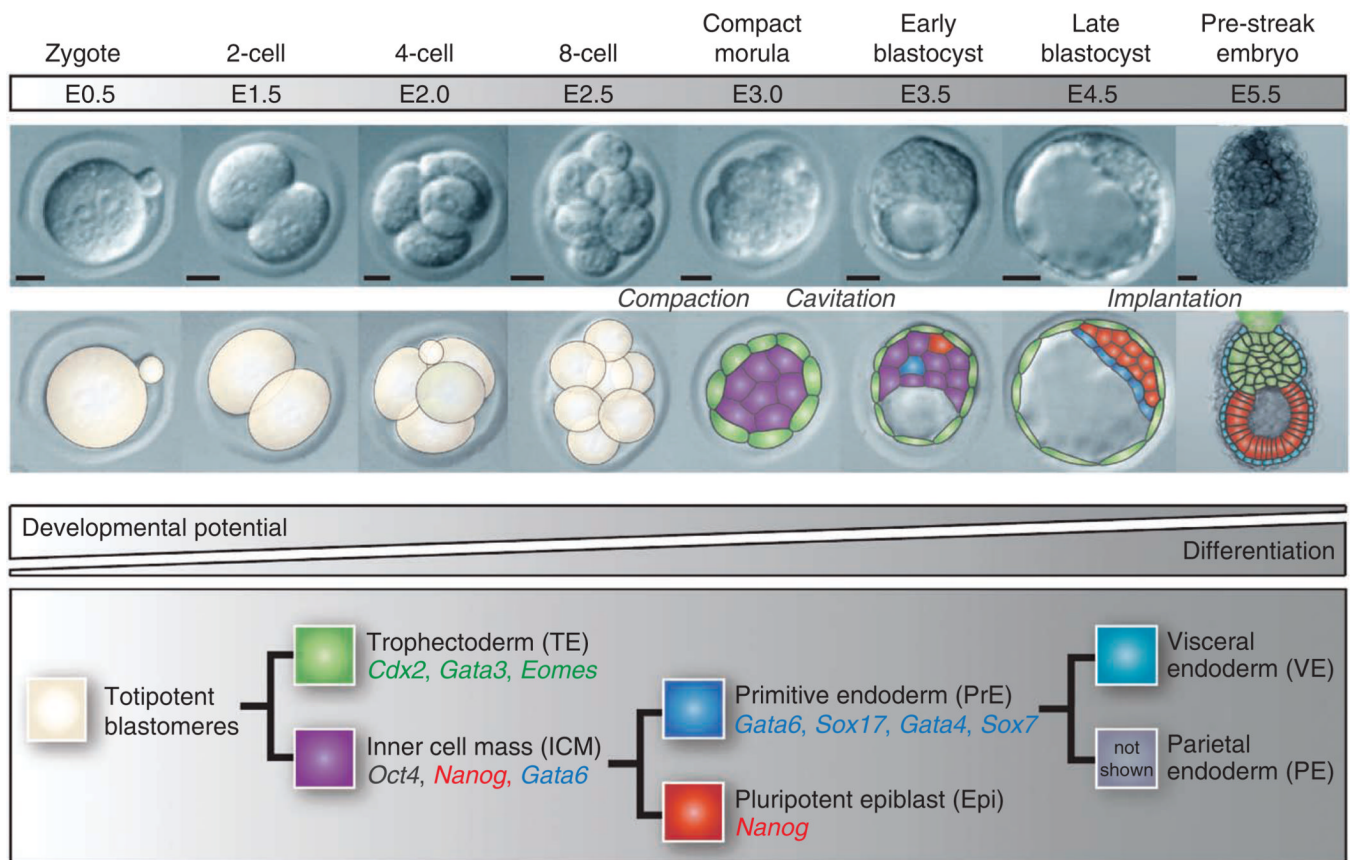 Zygote
2-cell
4-cell
8-cell
Compact
morula
Early
blastocyst
Late
blastocyst
Pre-streak
embryo
E0.5
E1.5
E2.0
E2.5
E3.0
E3.5
E4.5
E5.5
Compaction
Cavitation
Implantation
Developmental potential
Differentiation
Totipotent
blastomeres
Trophectoderm (TE)
Cdx2, Gata3, Eomes
Inner cell mass (ICM)
Oct4, Nanog, Gata6
Primitive endoderm (PrE)
Gata6, Sox17, Gata4, Sox7
Pluripotent epiblast (Epi)
Nanog
Visceral
endoderm (VE)
not
shown
Parietal
endoderm (PE)